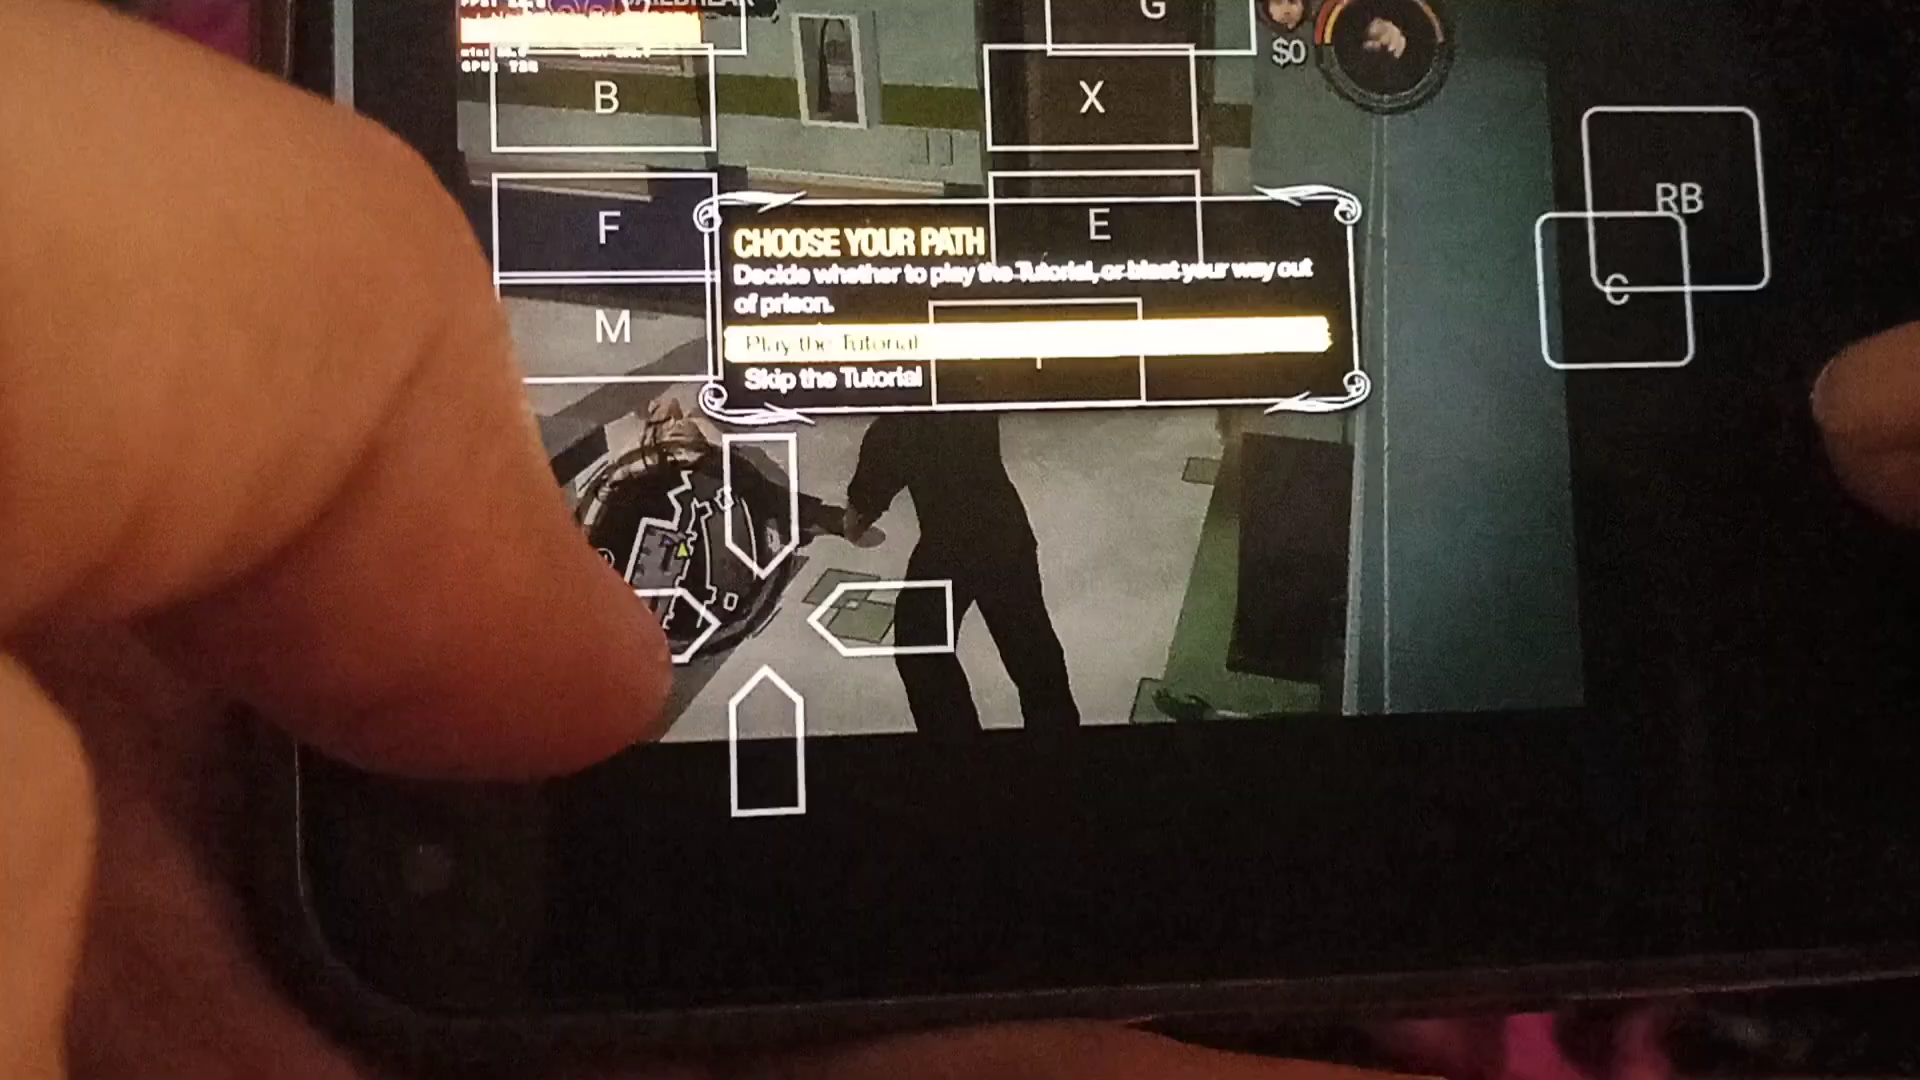 JAILBREAK
G
$0
B
X
RB
F
E
C
CHOOSE YOUR PATH
Decide whether to play the Tutorial, or blast your way out
of prison.
M
Play the Tutorial
Skip the Tutorial